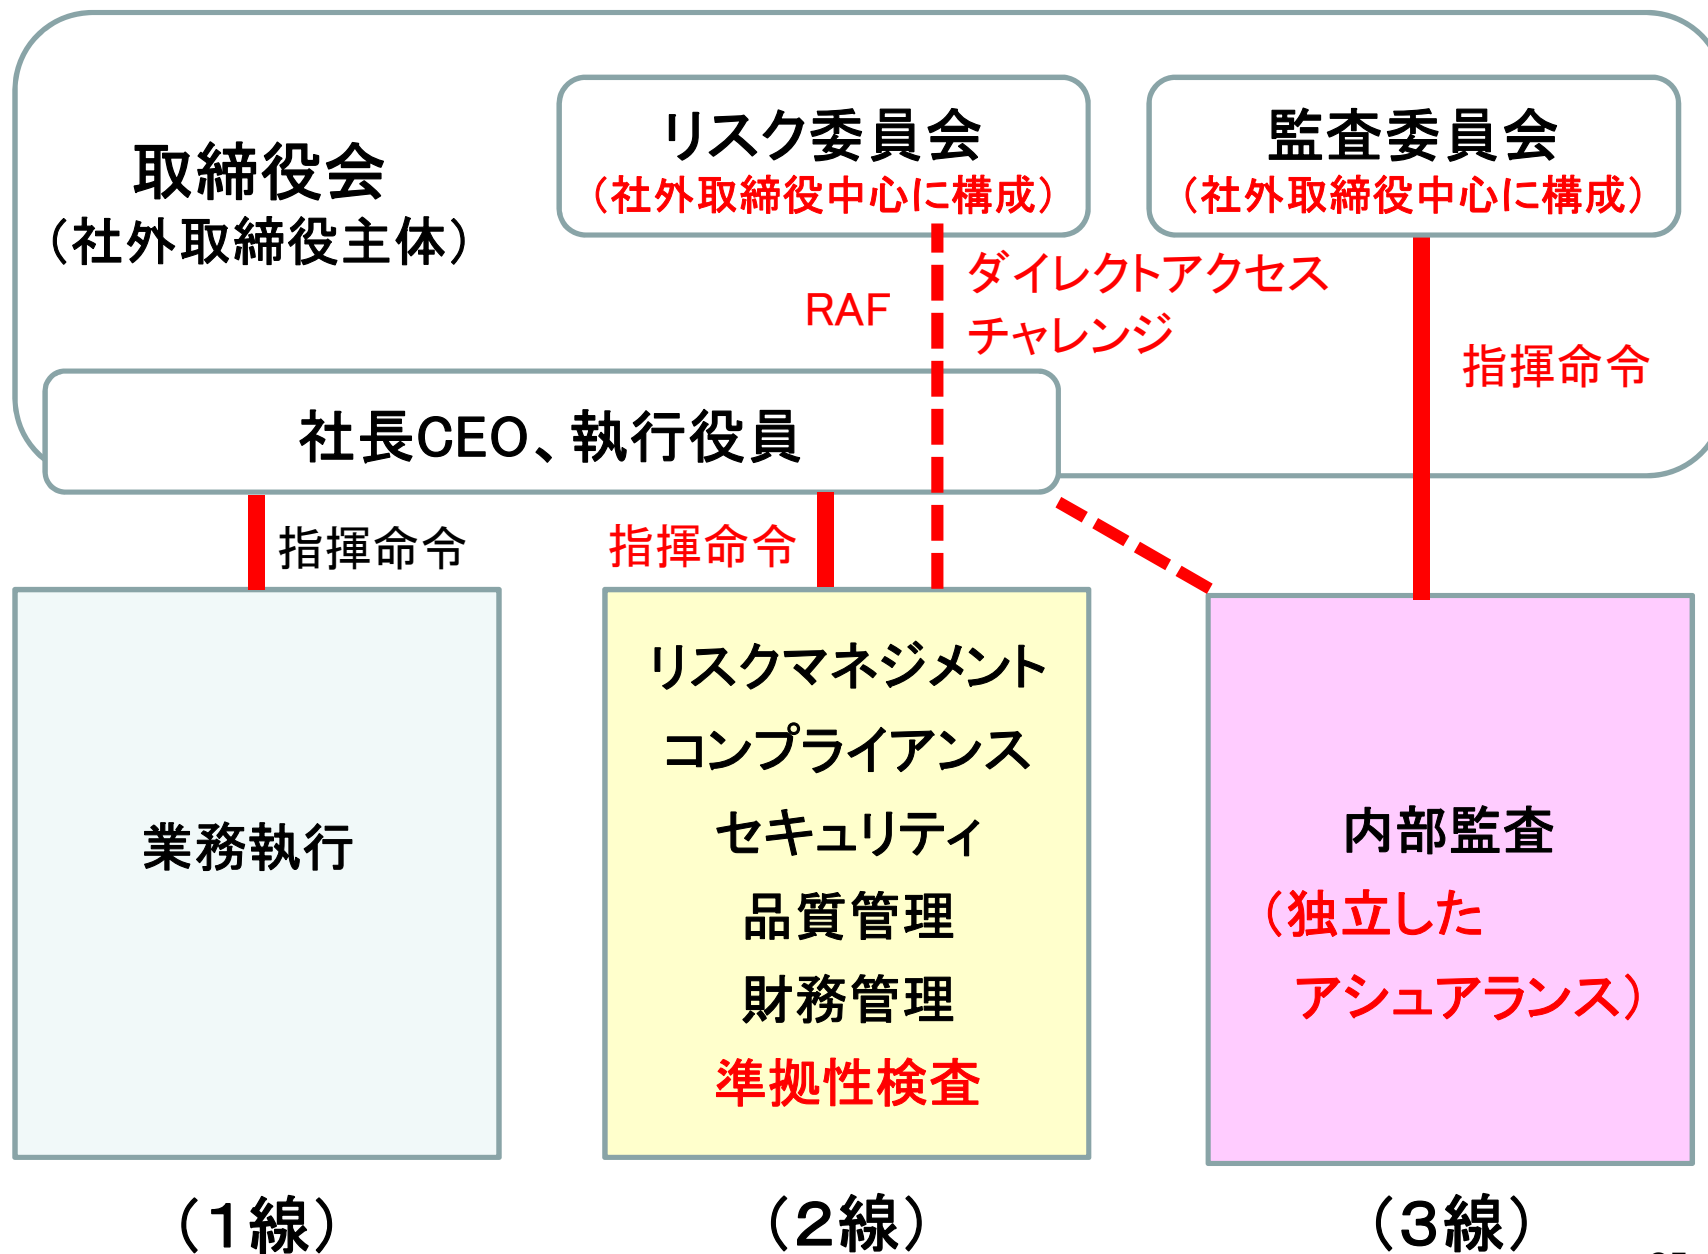 取締役会
（社外取締役主体）
リスク委員会
（社外取締役中心に構成）
監査委員会
（社外取締役中心に構成）
RAF
ダイレクトアクセス
チャレンジ
指揮命令
社長CEO、執行役員
指揮命令
指揮命令
業務執行
リスクマネジメント
コンプライアンス
セキュリティ
品質管理
財務管理
準拠性検査
内部監査
（独立した
アシュアランス）
（１線）
（２線）
（３線）